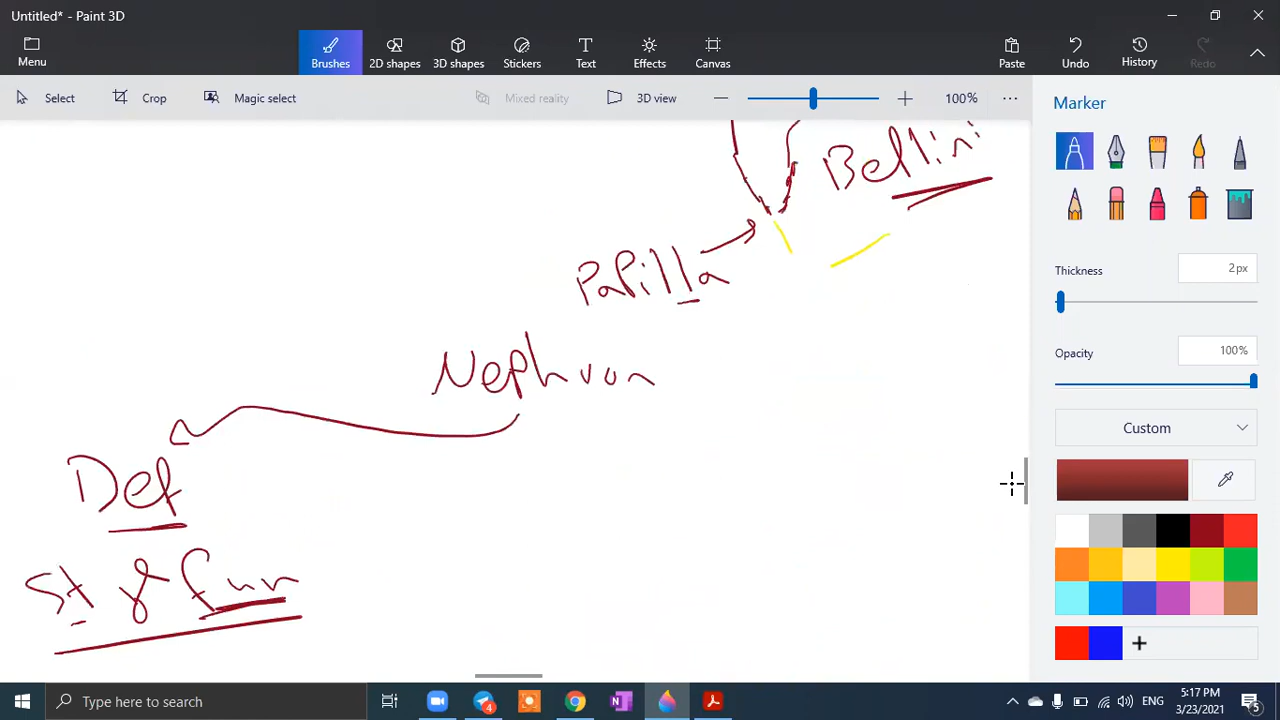 Untitled* - Paint 3D
Menu
Brushes
2D shapes
3D shapes
Stickers
Text
Effects
Canvas
Paste
Undo
History
Redo
Select
Crop
Magic select
Mixed reality
3D view
100%
Marker
Bellini
Papilla
Thickness
2px
Nephron
Opacity
100%
Def
Custom
St & fun
Type here to search
4
ENG
5:17 PM
3/23/2021
5